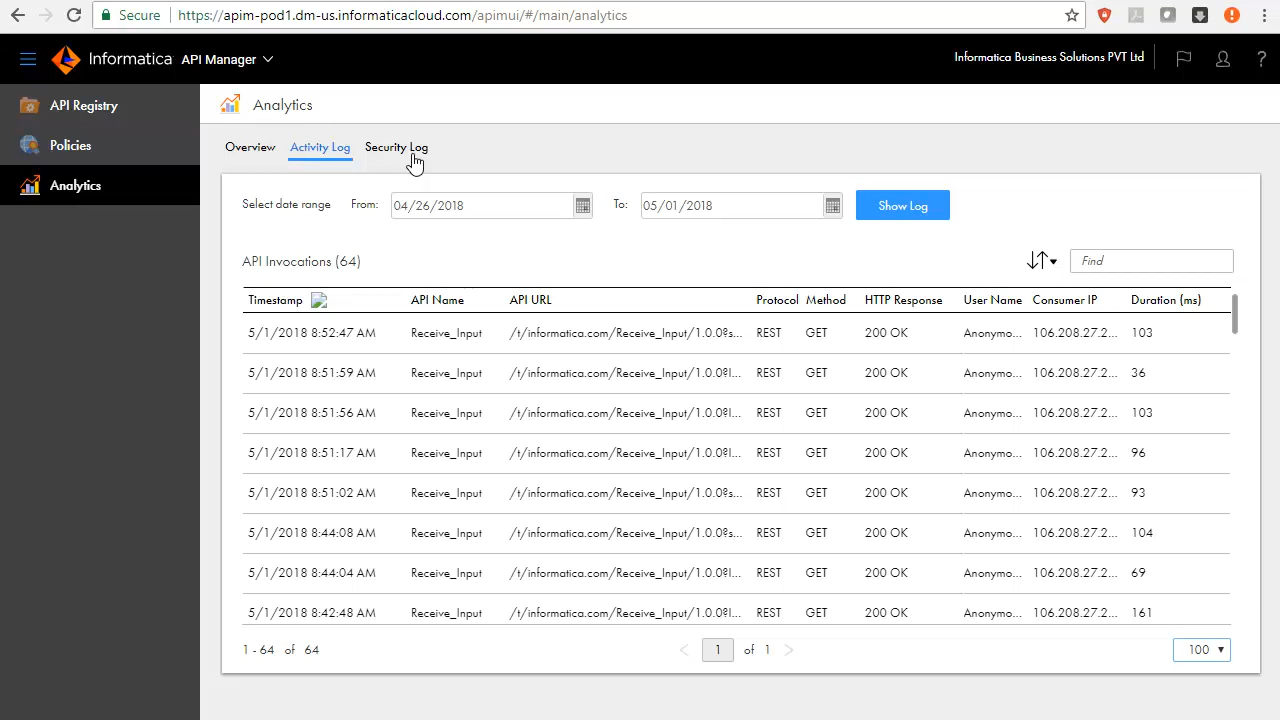 Secure https://apim-pod1.dm-us.informaticacloud.com/apimui/#/main/analytics
Informatica API Manager
Informatica Business Solutions PVT Ltd
?
API Registry
Policies
Analytics
Analytics
Overview Activity Log Security Log
Select date range From: 04/26/2018 To: 05/01/2018 Show Log
API Invocations (64)
Find
Timestamp API Name API URL Protocol Method HTTP Response User Name Consumer IP Duration (ms)
5/1/2018 8:52:47 AM Receive_Input /t/informatica.com/Receive_Input/1.0.0?s... REST GET 200 OK Anonymo... 106.208.27.2... 103
5/1/2018 8:51:59 AM Receive_Input /t/informatica.com/Receive_Input/1.0.0?l... REST GET 200 OK Anonymo... 106.208.27.2... 36
5/1/2018 8:51:56 AM Receive_Input /t/informatica.com/Receive_Input/1.0.0?l... REST GET 200 OK Anonymo... 106.208.27.2... 103
5/1/2018 8:51:17 AM Receive_Input /t/informatica.com/Receive_Input/1.0.0?l... REST GET 200 OK Anonymo... 106.208.27.2... 96
5/1/2018 8:51:02 AM Receive_Input /t/informatica.com/Receive_Input/1.0.0?s... REST GET 200 OK Anonymo... 106.208.27.2... 93
5/1/2018 8:44:08 AM Receive_Input /t/informatica.com/Receive_Input/1.0.0?s... REST GET 200 OK Anonymo... 106.208.27.2... 104
5/1/2018 8:44:04 AM Receive_Input /t/informatica.com/Receive_Input/1.0.0?l... REST GET 200 OK Anonymo... 106.208.27.2... 69
5/1/2018 8:42:48 AM Receive_Input /t/informatica.com/Receive_Input/1.0.0?l... REST GET 200 OK Anonymo... 106.208.27.2... 161
1 - 64 of 64
1 of 1
100